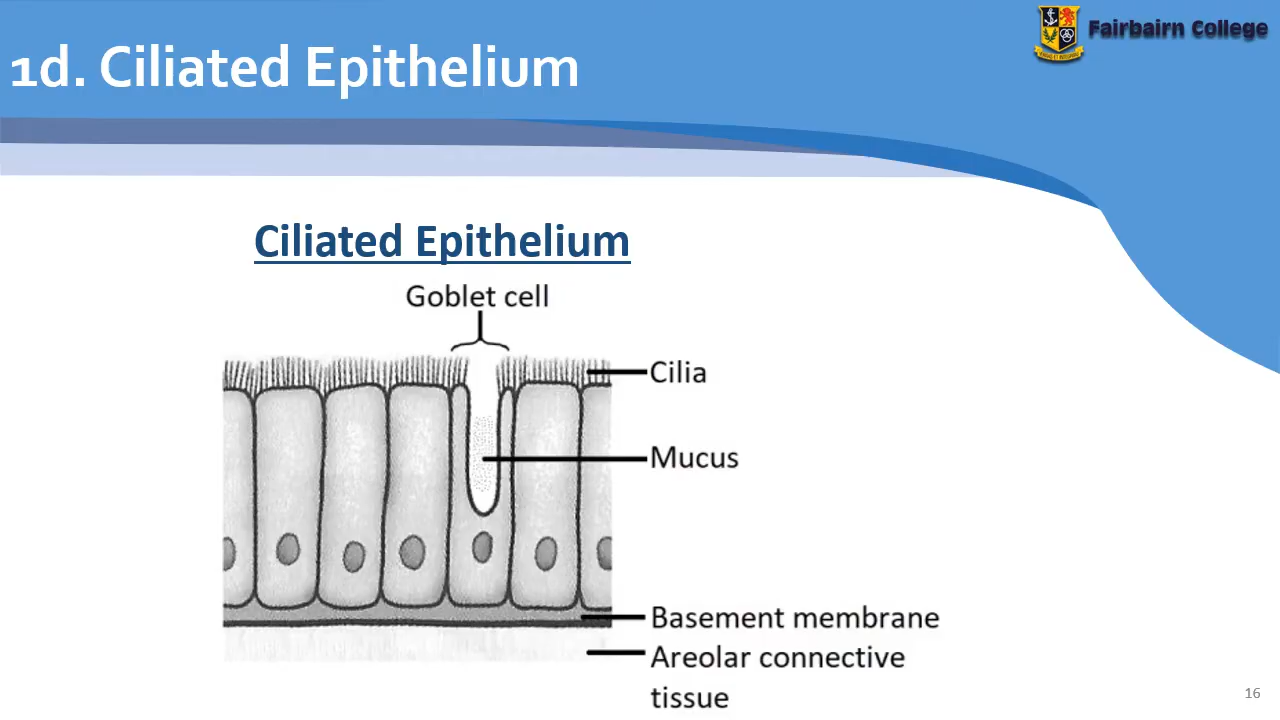 1d. Ciliated Epithelium
Fairbairn College
Ciliated Epithelium
Goblet cell
Cilia
Mucus
Basement membrane
Areolar connective
tissue
16